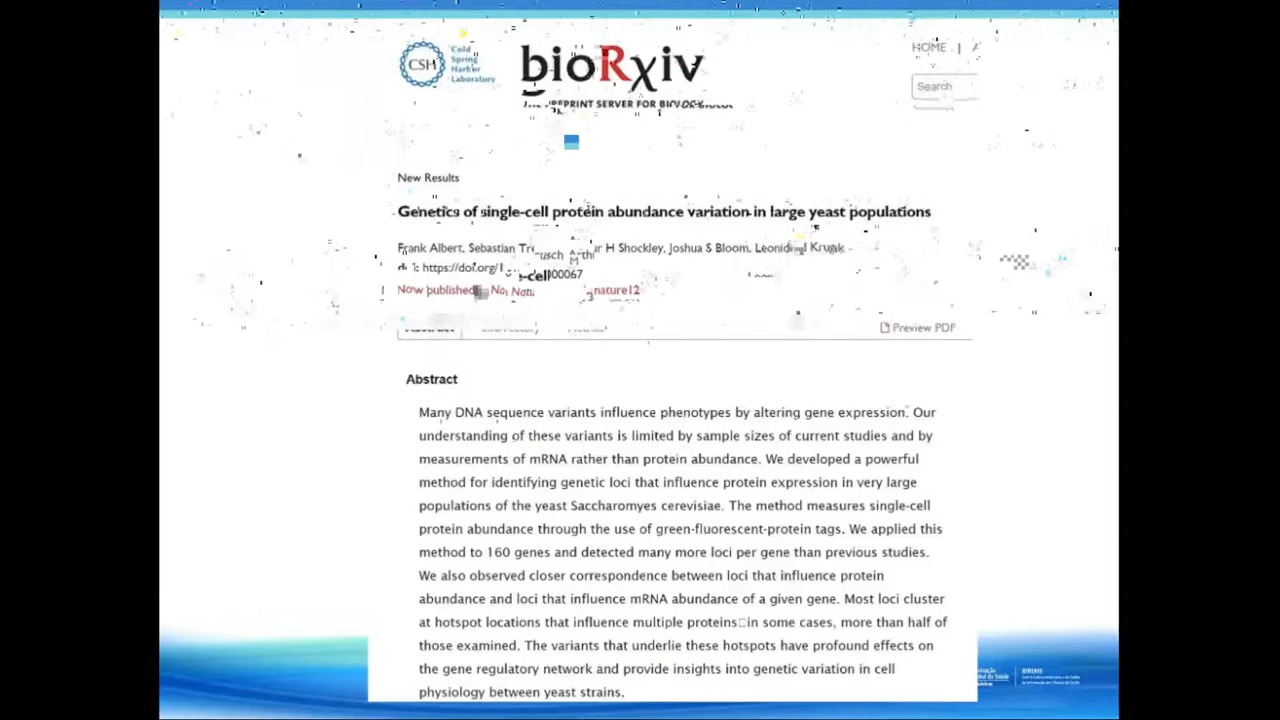 CSH Cold Spring Harbor Laboratory
bioRxiv
PREPRINT SERVER FOR
HOME |
Search
New Results
Genetics of single-cell protein abundance variation in large yeast populations
Frank Albert, Sebastian H Shockley, Joshua S Bloom,
https://doi.org/
Now published
Preview PDF
Abstract
Many DNA sequence variants influence phenotypes by altering gene expression. Our
understanding of these variants is limited by sample sizes of current studies and by
measurements of mRNA rather than protein abundance. We developed a powerful
method for identifying genetic loci that influence protein expression in very large
populations of the yeast Saccharomyes cerevisiae. The method measures single-cell
protein abundance through the use of green-fluorescent-protein tags. We applied this
method to 160 genes and detected many more loci per gene than previous studies.
We also observed closer correspondence between loci that influence protein
abundance and loci that influence mRNA abundance of a given gene. Most loci cluster
at hotspot locations that influence multiple proteins□in some cases, more than half of
those examined. The variants that underlie these hotspots have profound effects on
the gene regulatory network and provide insights into genetic variation in cell
physiology between yeast strains.
BIREME